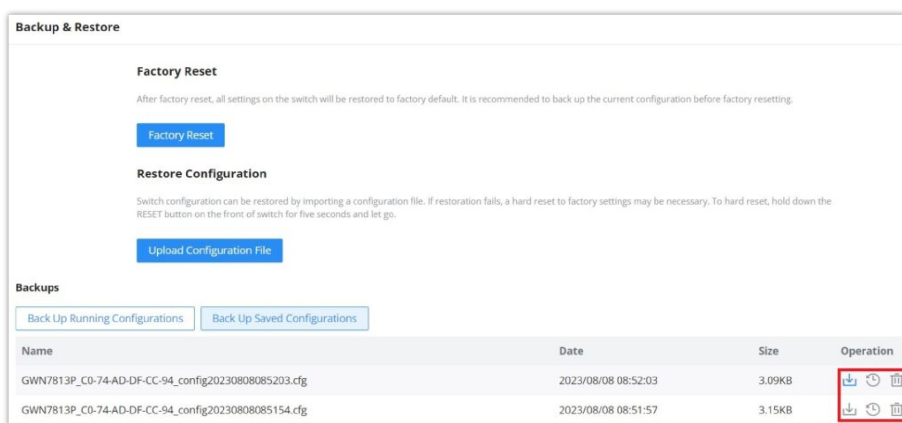 Backup & Restore
Factory Reset
After factory reset, all settings on the switch will be restored to factory default. It is recommended to back up the current configuration before factory resetting.
Factory Reset
Restore Configuration
Switch configuration can be restored by importing a configuration file. If restoration fails, a hard reset to factory settings may be necessary. To hard reset, hold down the
RESET button on the front of switch for five seconds and let go.
Upload Configuration File
Backups
Back Up Running Configurations Back Up Saved Configurations
Name Date Size Operation
GWN7813P_C0-74-AD-DF-CC-94_config20230808085203.cfg 2023/08/08 08:52:03 3.09KB
GWN7813P_C0-74-AD-DF-CC-94_config20230808085154.cfg 2023/08/08 08:51:57 3.15KB